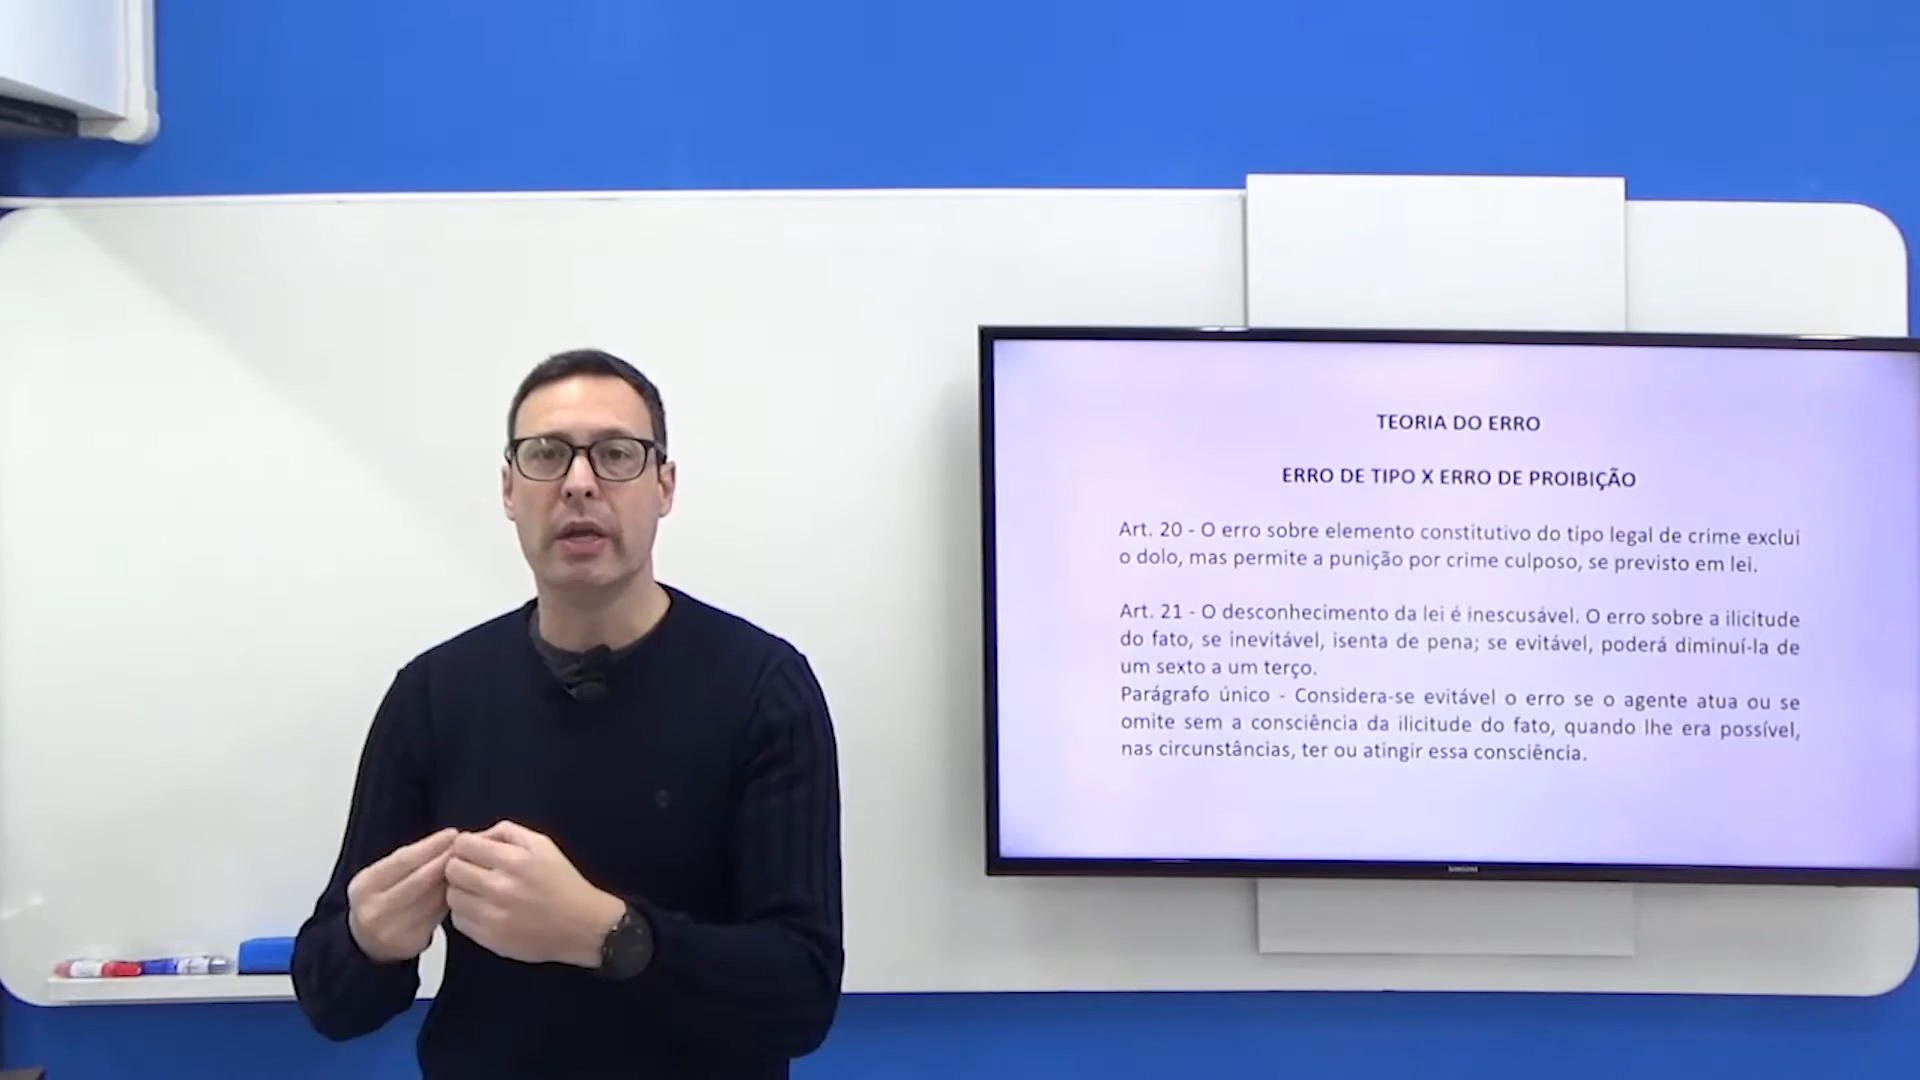 TEORIA DO ERRO
ERRO DE TIPO X ERRO DE PROIBIÇÃO
Art. 20 - O erro sobre elemento constitutivo do tipo legal de crime exclui
o dolo, mas permite a punição por crime culposo, se previsto em lei.
Art. 21 - O desconhecimento da lei é inescusável. O erro sobre a ilicitude
do fato, se inevitável, isenta de pena; se evitável, poderá diminuí-la de
um sexto a um terço.
Parágrafo único - Considera-se evitável o erro se o agente atua ou se
omite sem a consciência da ilicitude do fato, quando lhe era possível,
nas circunstâncias, ter ou atingir essa consciência.
SAMSUNG